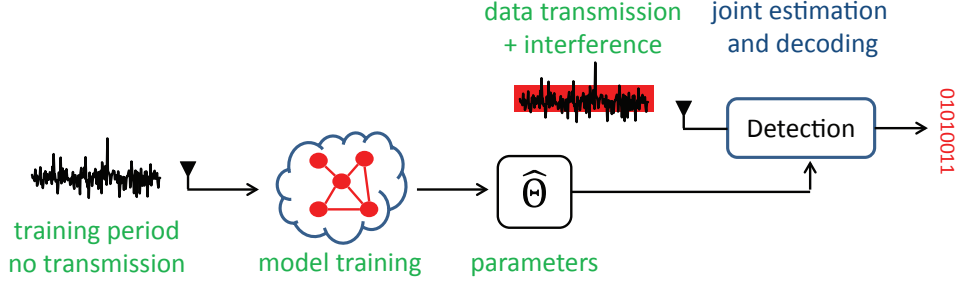 data transmission
+ interference
joint estimation
and decoding
Detection
01010011
Θ̂
training period
no transmission
model training
parameters